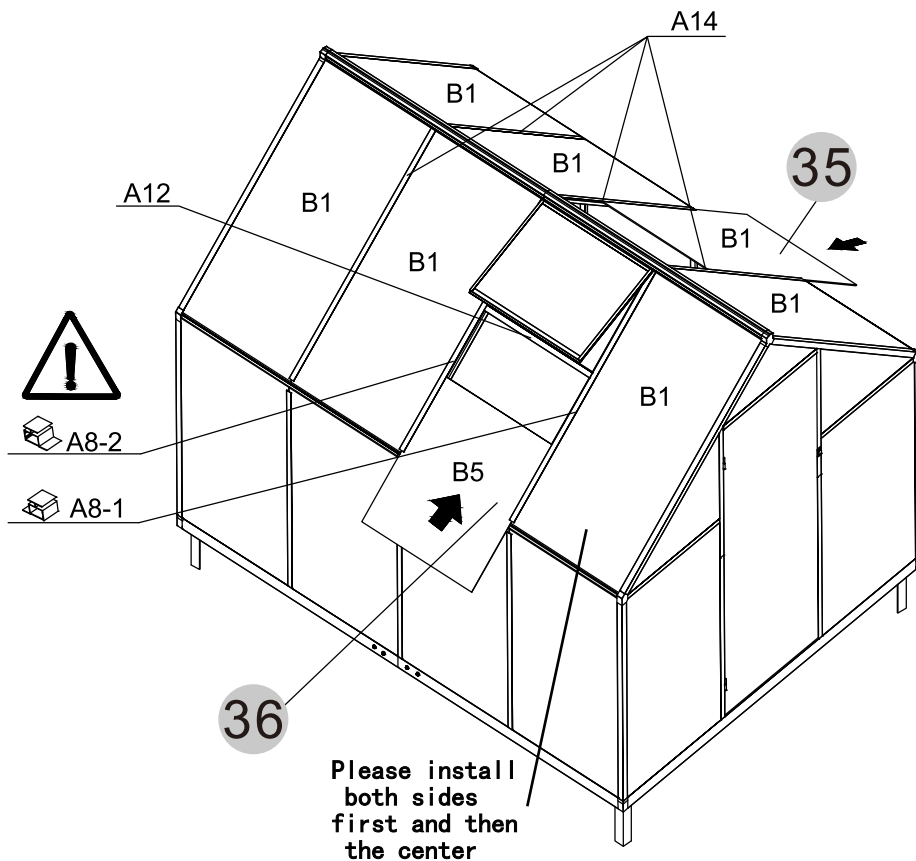 A14
B1
B1
35
A12
B1
B1
B1
B1
B1
A8-2
B5
A8-1
36
Please install
both sides
first and then
the center